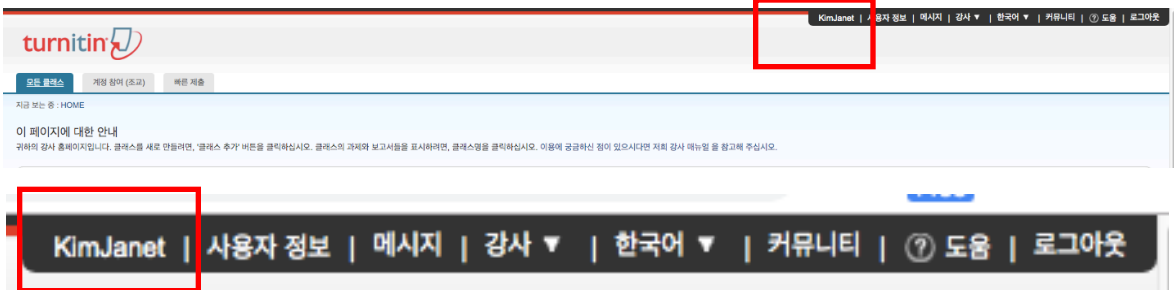 KimJanet | 사용자 정보 | 메시지 | 강사 ▼ | 한국어 ▼ | 커뮤니티 | ? 도움 | 로그아웃
turnitin
모든 클래스 계정 참여 (조교) 빠른 제출
지금 보는 중 : HOME
이 페이지에 대한 안내
귀하의 강사 홈페이지입니다. 클래스를 새로 만들려면, '클래스 추가' 버튼을 클릭하십시오. 클래스의 과제와 보고서들을 표시하려면, 클래스명을 클릭하십시오. 이용에 궁금하신 점이 있으시다면 저희 강사 매뉴얼 을 참고해 주십시오.
KimJanet | 사용자 정보 | 메시지 | 강사 ▼ | 한국어 ▼ | 커뮤니티 | ? 도움 | 로그아웃